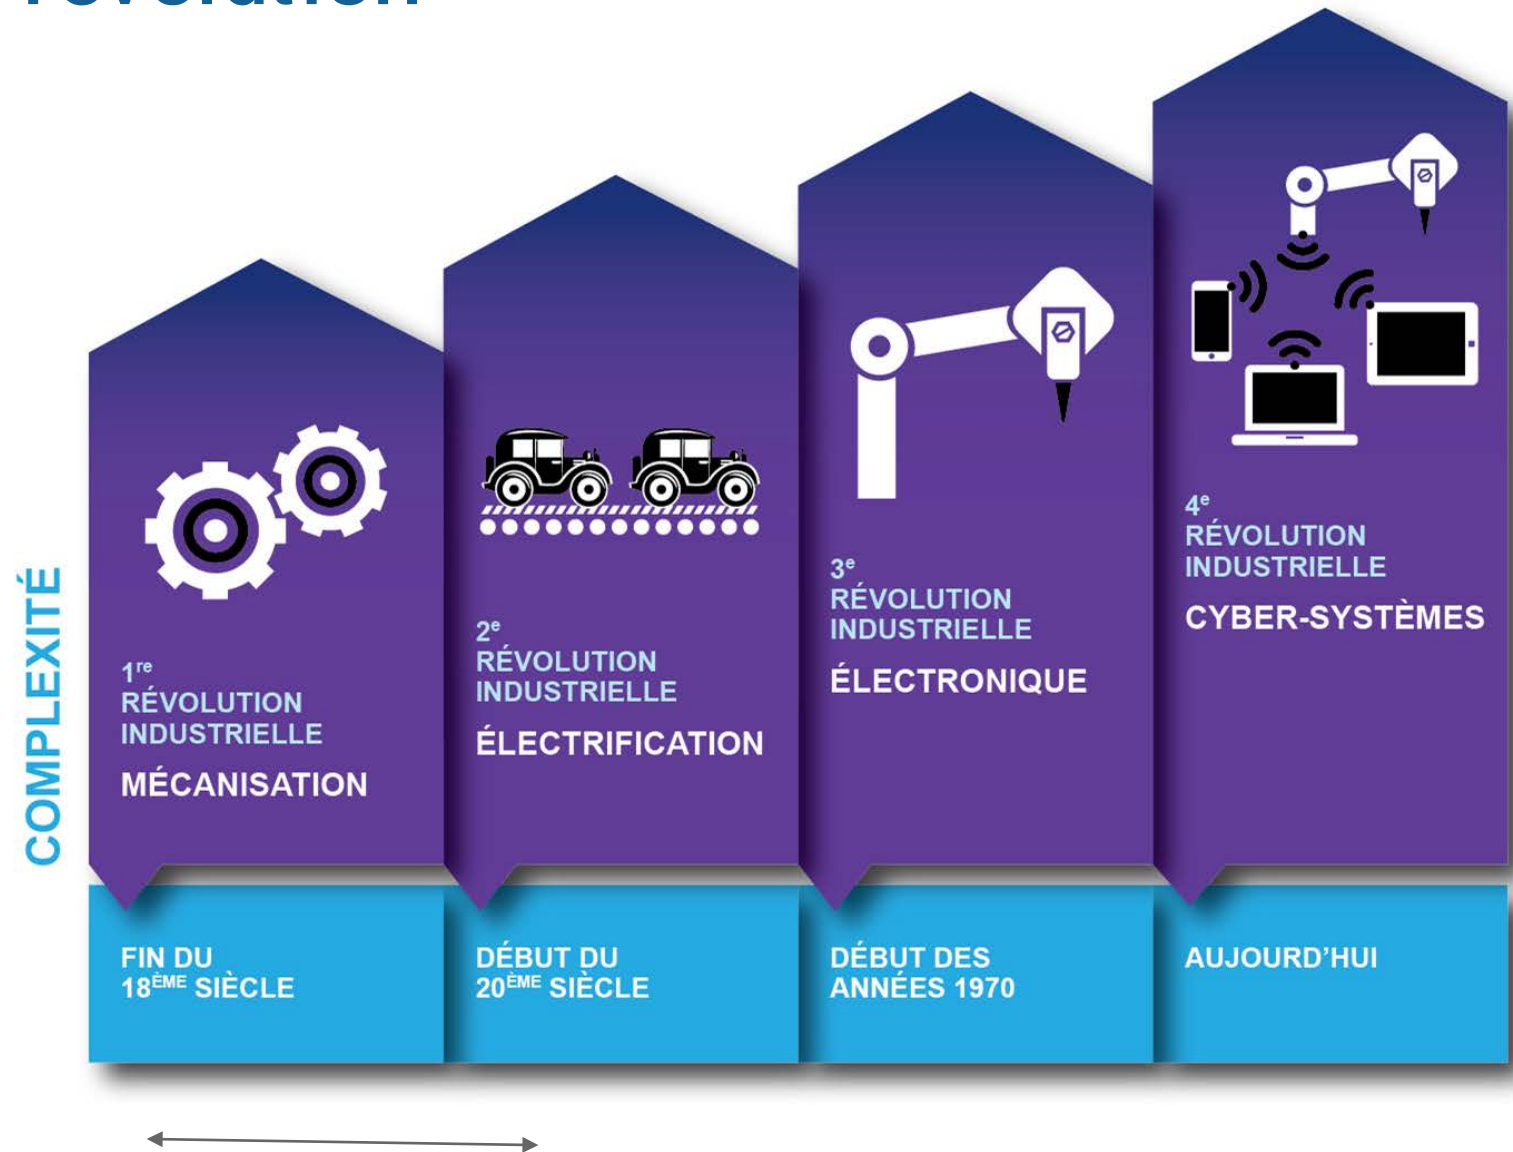 COMPLEXITÉ
1re
RÉVOLUTION
INDUSTRIELLE
MÉCANISATION
FIN DU
18ÈME SIÈCLE
2e
RÉVOLUTION
INDUSTRIELLE
ÉLECTRIFICATION
DÉBUT DU
20ÈME SIÈCLE
3e
RÉVOLUTION
INDUSTRIELLE
ÉLECTRONIQUE
DÉBUT DES
ANNÉES 1970
4e
RÉVOLUTION
INDUSTRIELLE
CYBER-SYSTÈMES
AUJOURD'HUI